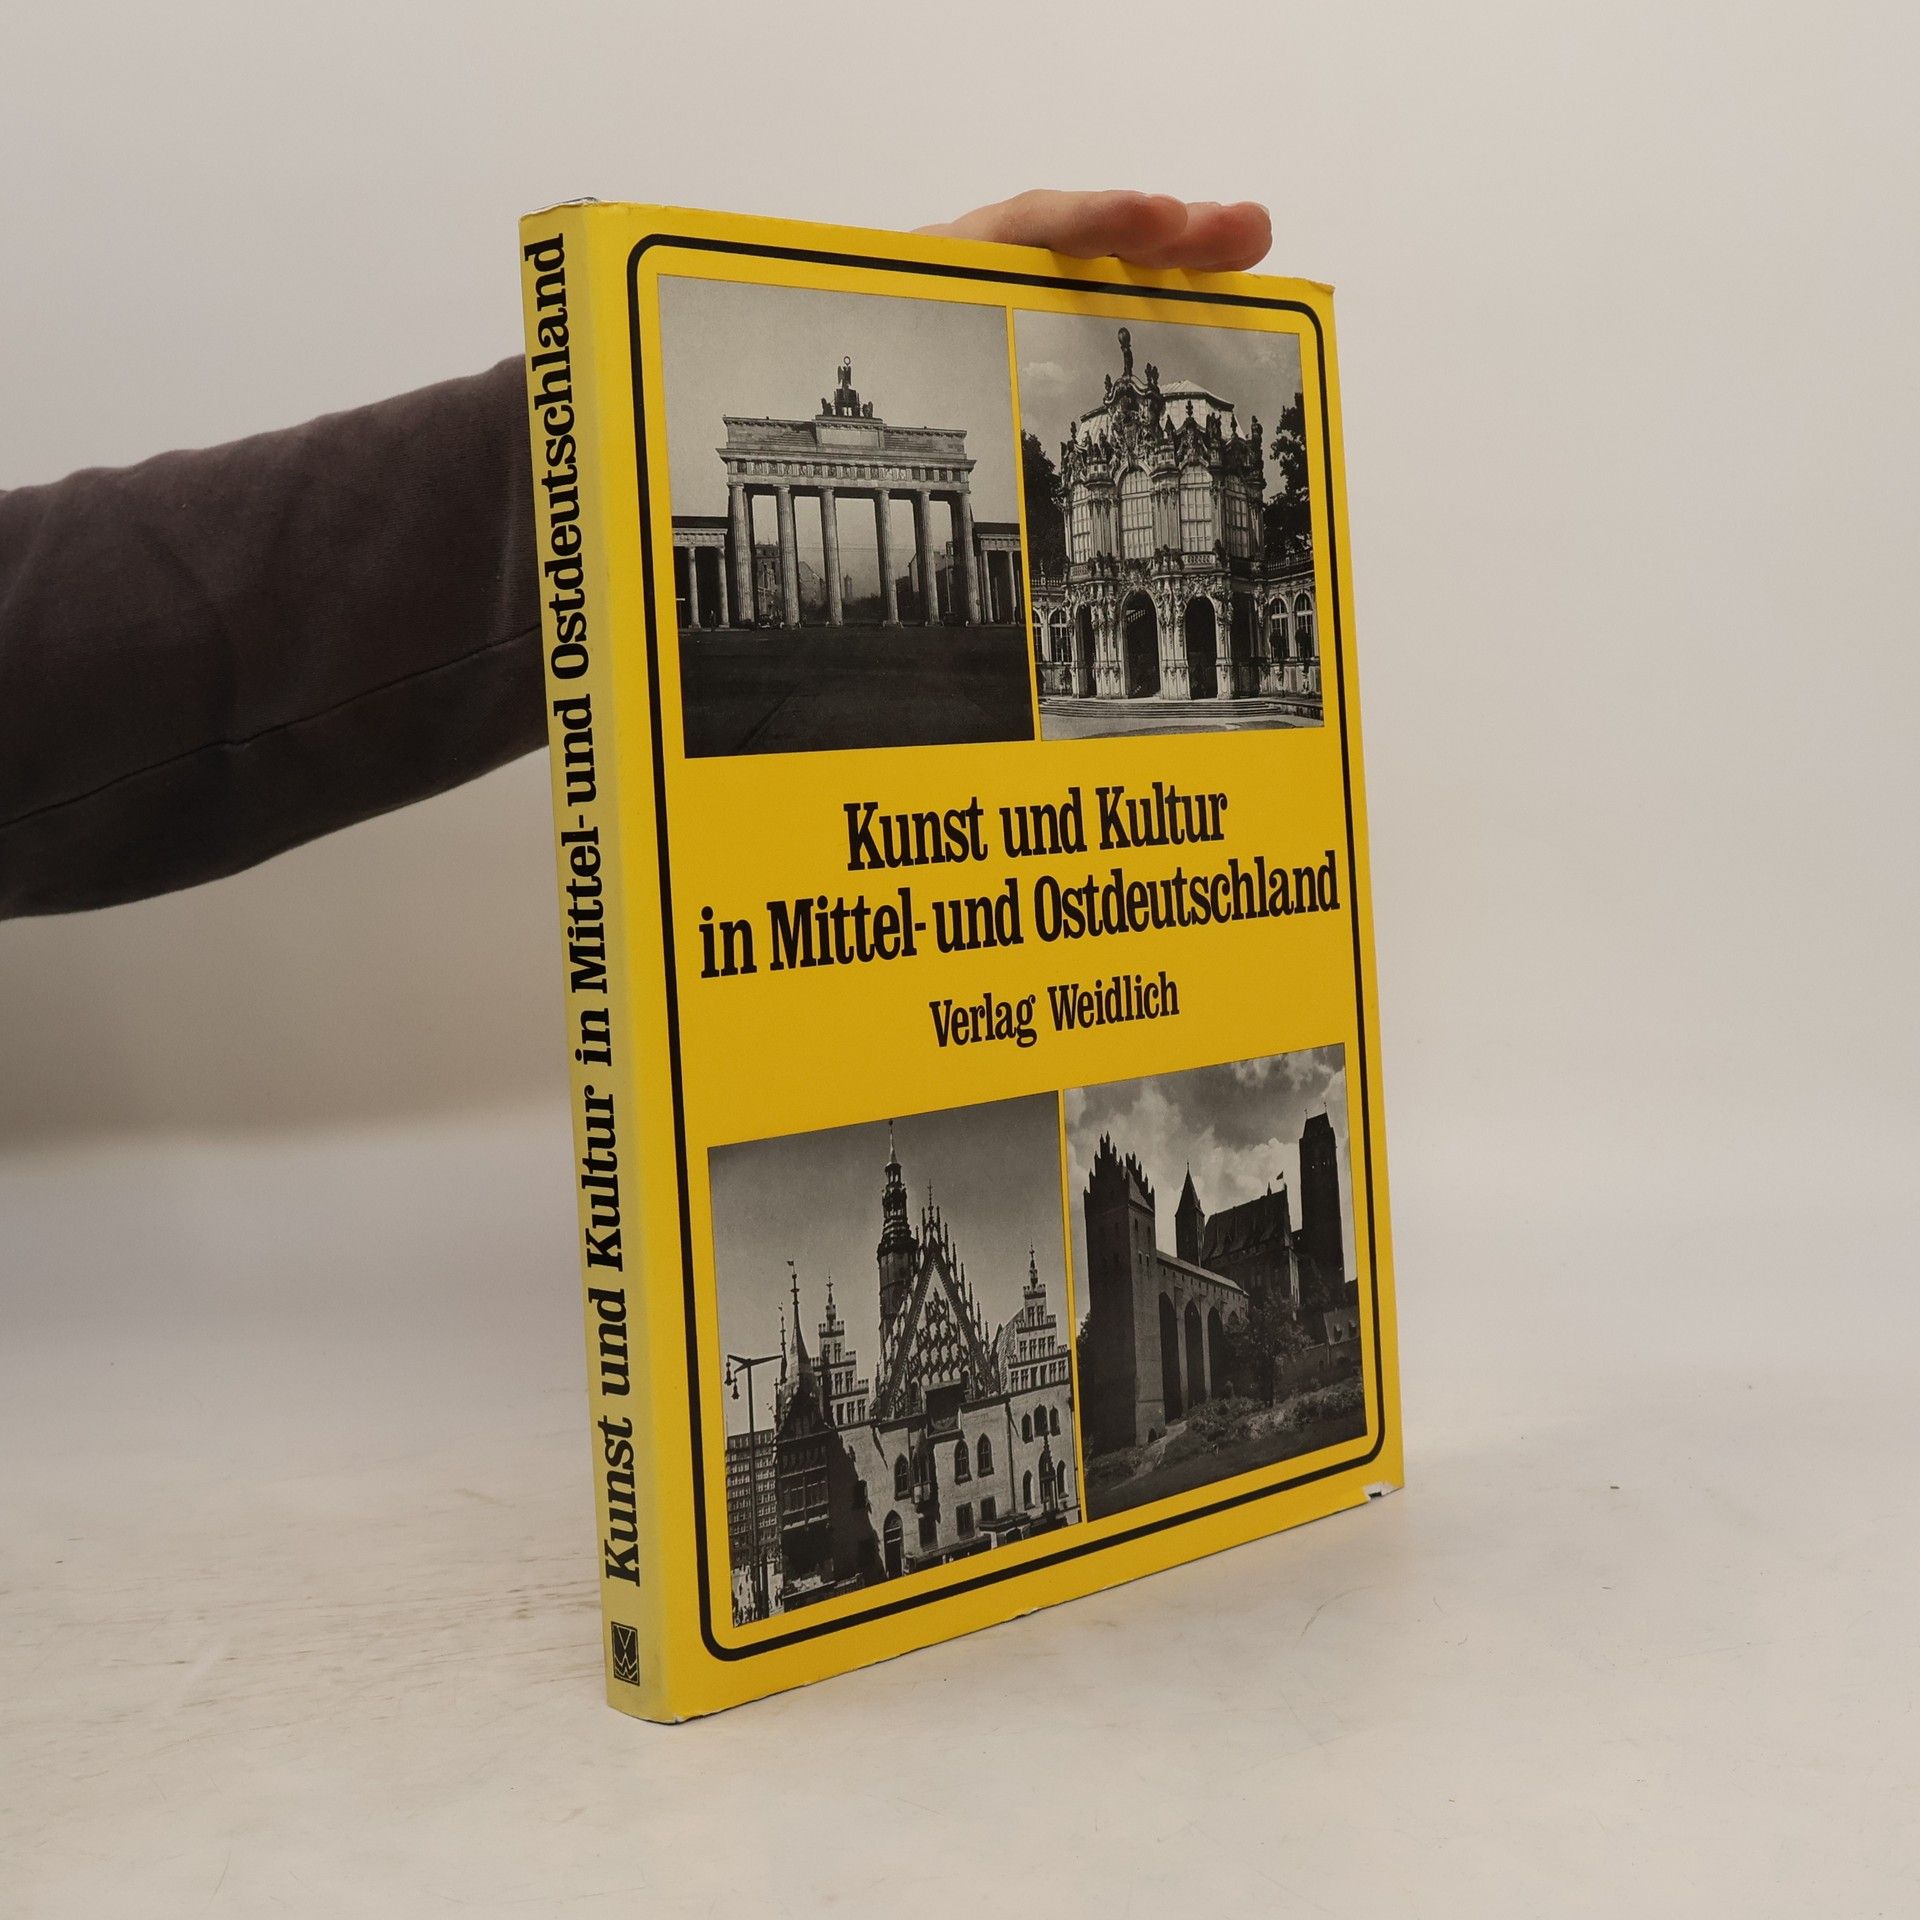 Kunst und Kultur in Mittel- und Ostdeutschland
Kunst und Kultur
in Mittel- und Ostdeutschland
Verlag Weidlich